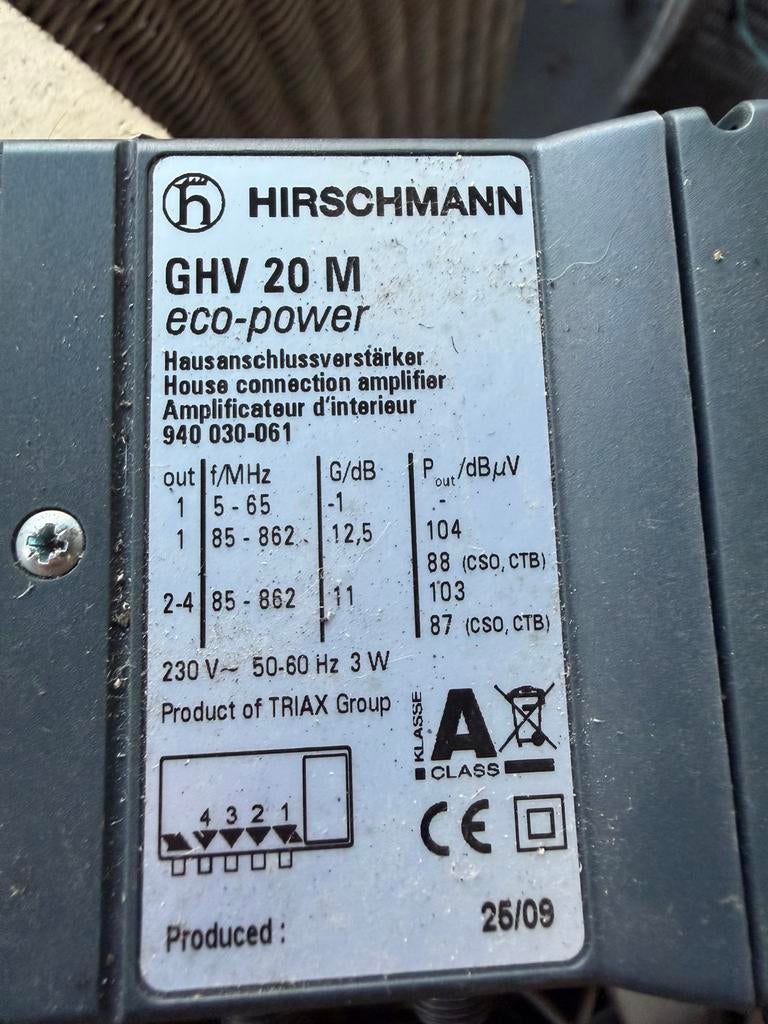 HIRSCHMANN
GHV 20 M
eco-power
Hausanschlussverstärker
House connection amplifier
Amplificateur d'interieur
940 030-061
out f/MHz G/dB Pout/dBµV
1 5 - 65 -1 -
1 85 - 862 12,5 104
88 (CSO, CTB)
2-4 85 - 862 11 103
87 (CSO, CTB)
230 V~ 50-60 Hz 3 W
Product of TRIAX Group
KLASSE
A
CLASS
4 3 2 1
CE
Produced : 25/09